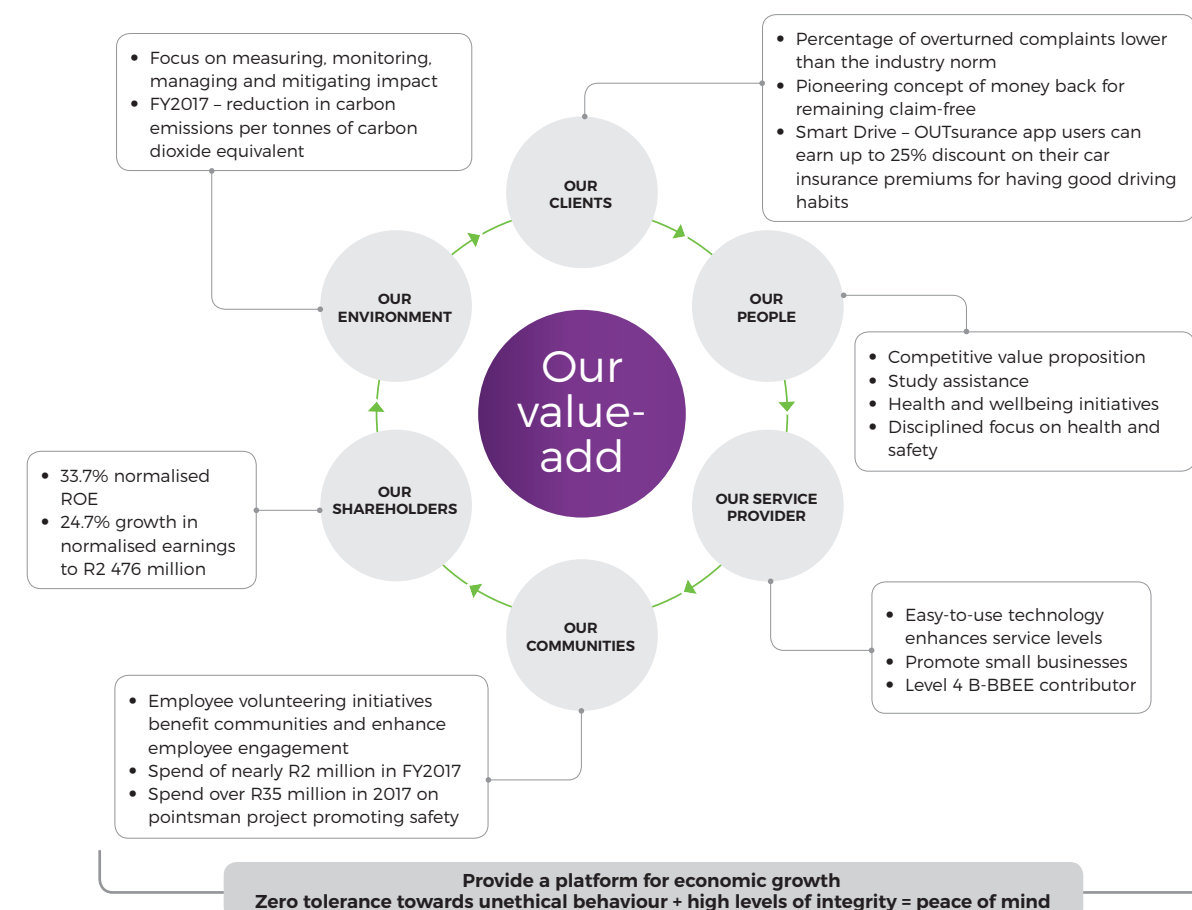 • Focus on measuring, monitoring,
managing and mitigating impact
• FY2017 – reduction in carbon
emissions per tonnes of carbon
dioxide equivalent
• Percentage of overturned complaints lower
than the industry norm
• Pioneering concept of money back for
remaining claim-free
• Smart Drive – OUTsurance app users can
earn up to 25% discount on their car
insurance premiums for having good driving
habits
OUR
CLIENTS
OUR
ENVIRONMENT
OUR
PEOPLE
Our
value-
add
• Competitive value proposition
• Study assistance
• Health and wellbeing initiatives
• Disciplined focus on health and
safety
• 33.7% normalised
ROE
• 24.7% growth in
normalised earnings
to R2 476 million
OUR
SHAREHOLDERS
OUR SERVICE
PROVIDER
OUR
COMMUNITIES
• Easy-to-use technology
enhances service levels
• Promote small businesses
• Level 4 B-BBEE contributor
• Employee volunteering initiatives
benefit communities and enhance
employee engagement
• Spend of nearly R2 million in FY2017
• Spend over R35 million in 2017 on
pointsman project promoting safety
Provide a platform for economic growth
Zero tolerance towards unethical behaviour + high levels of integrity = peace of mind